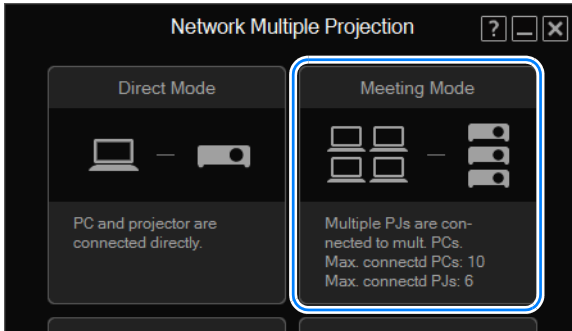 Network Multiple Projection
?
Direct Mode
PC and projector are
connected directly.
Meeting Mode
Multiple PJs are con-
nected to mult. PCs.
Max. connectd PCs: 10
Max. connectd PJs: 6